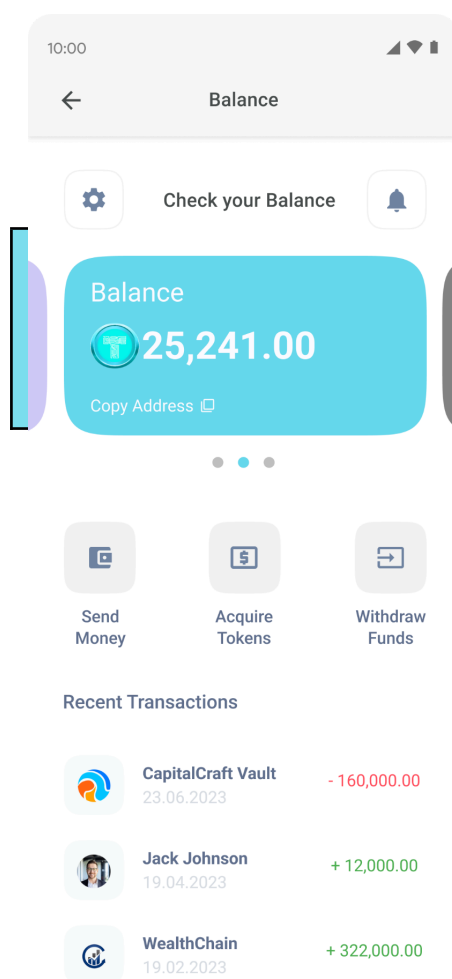 10:00
Balance
Check your Balance
Balance
T
25,241.00
Copy Address
Send
Money
Acquire
Tokens
Withdraw
Funds
Recent Transactions
CapitalCraft Vault
- 160,000.00
23.06.2023
Jack Johnson
+ 12,000.00
19.04.2023
WealthChain
+ 322,000.00
19.02.2023